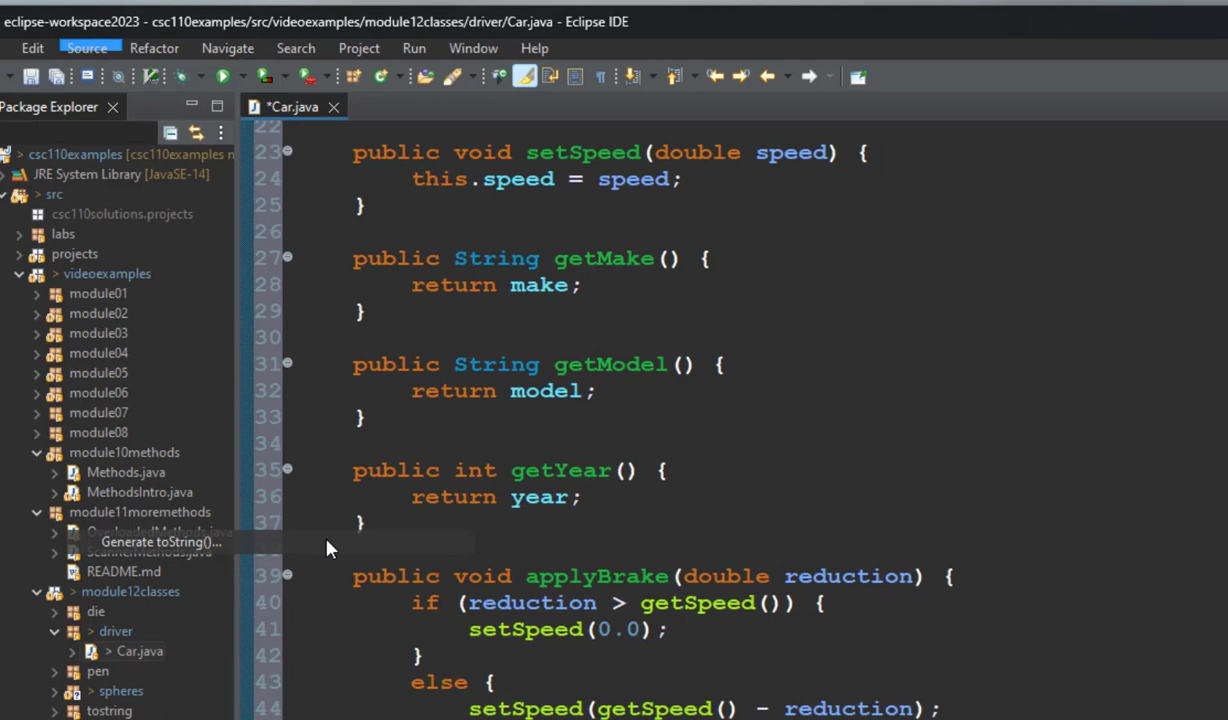 eclipse-workspace2023 - csc110examples/src/videoexamples/module12classes/driver/Car.java - Eclipse IDE
Edit Source Refactor Navigate Search Project Run Window Help
Package Explorer
*Car.java
> csc110examples [csc110examples n
JRE System Library [JavaSE-14]
> src
csc110solutions.projects
labs
projects
> videoexamples
module01
module02
module03
module04
module05
module06
module07
module08
module10methods
Methods.java
MethodsIntro.java
module11moremethods
OverloadedMethods.java
Generate toString()...
ScannerMethods.java
README.md
> module12classes
die
> driver
> Car.java
pen
> spheres
tostring
22
23 public void setSpeed(double speed) {
24 this.speed = speed;
25 }
26
27 public String getMake() {
28 return make;
29 }
30
31 public String getModel() {
32 return model;
33 }
34
35 public int getYear() {
36 return year;
37 }
39 public void applyBrake(double reduction) {
40 if (reduction > getSpeed()) {
41 setSpeed(0.0);
42 }
43 else {
44 setSpeed(getSpeed() - reduction);